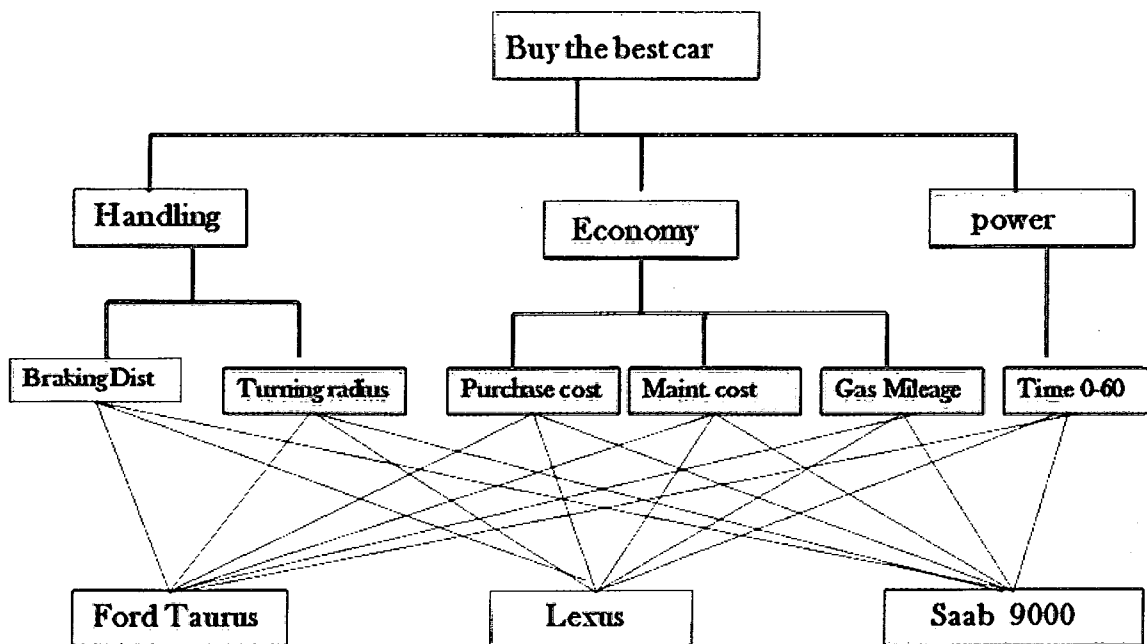 Buy the best car
Handling
Economy
power
Braking Dist
Turning radius
Purchase cost
Maint. cost
Gas Mileage
Time 0-60
Ford Taurus
Lexus
Saab 9000